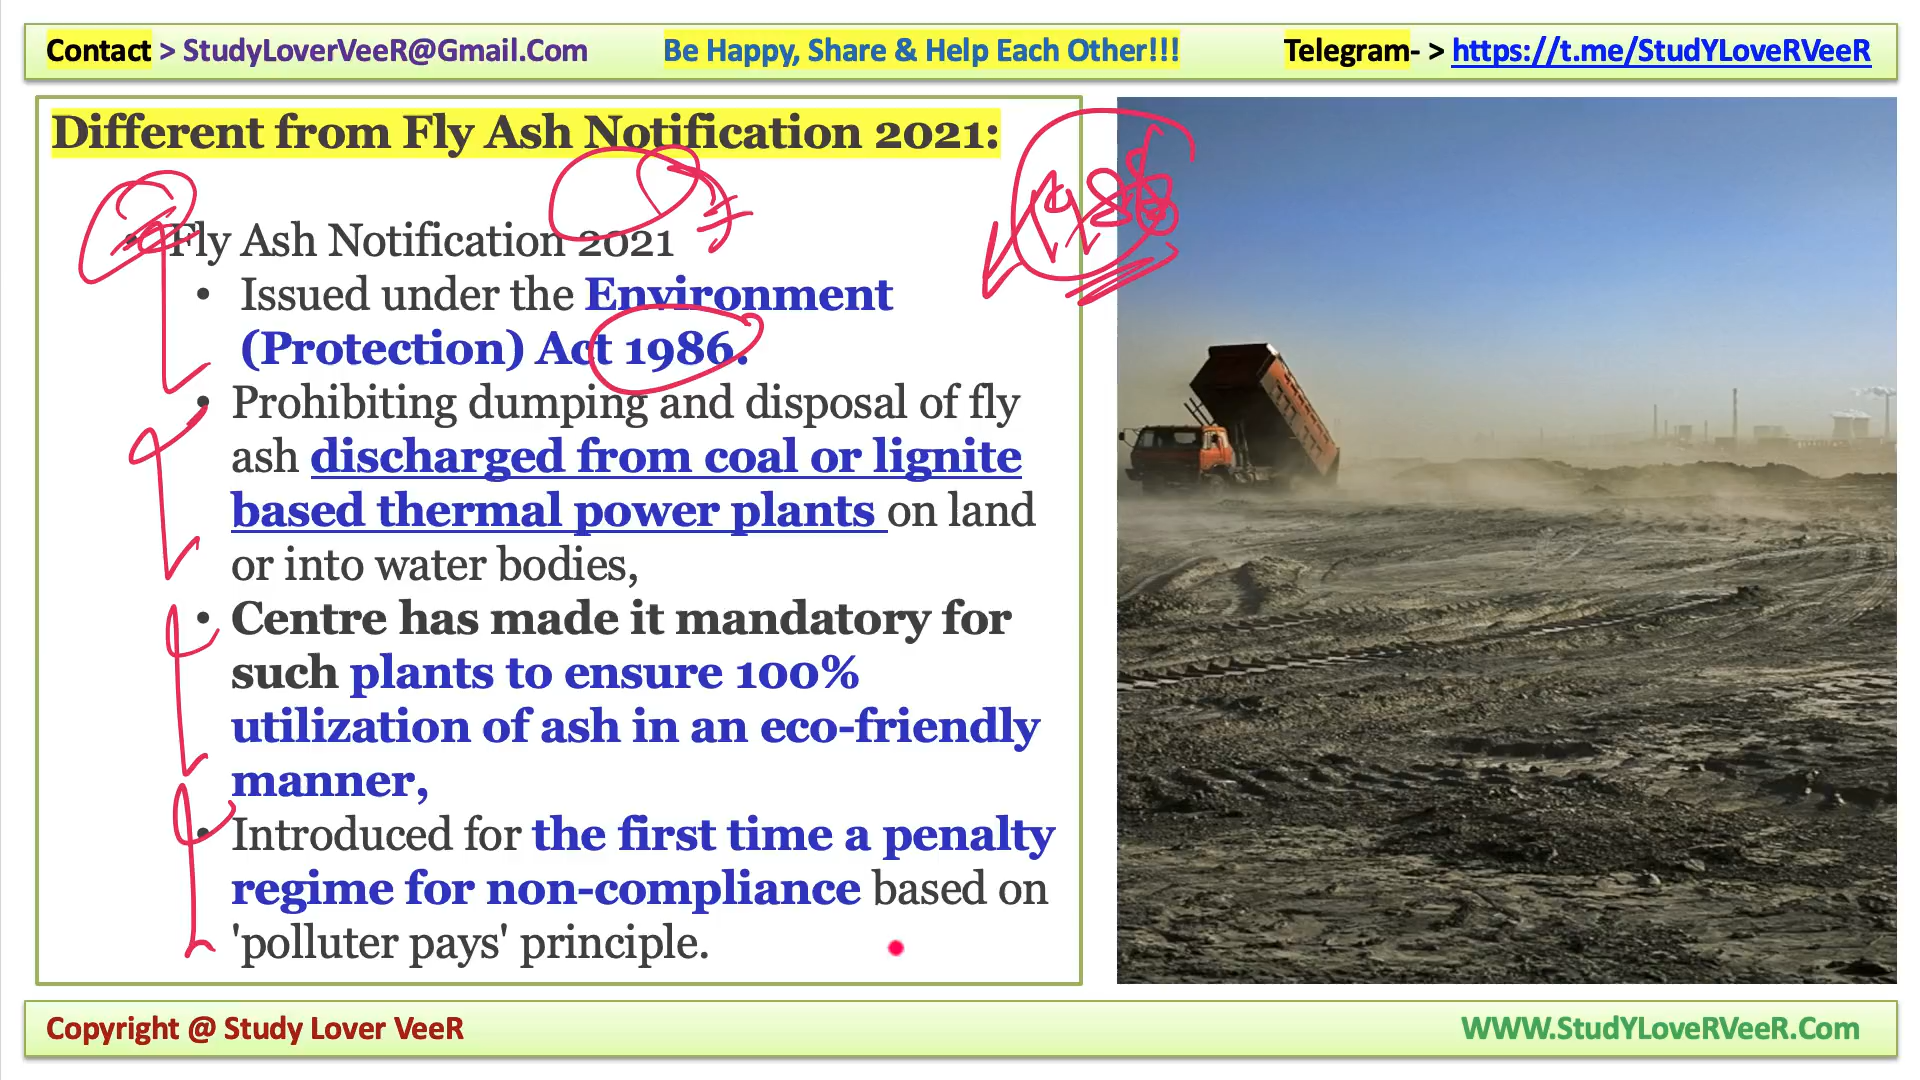 Contact > StudyLoverVeeR@Gmail.Com Be Happy, Share & Help Each Other!!! Telegram- > https://t.me/StudYLoveRVeeR
Different from Fly Ash Notification 2021:
• Fly Ash Notification 2021
• Issued under the Environment
(Protection) Act 1986.
• Prohibiting dumping and disposal of fly
ash discharged from coal or lignite
based thermal power plants on land
or into water bodies,
• Centre has made it mandatory for
such plants to ensure 100%
utilization of ash in an eco-friendly
manner,
• Introduced for the first time a penalty
regime for non-compliance based on
'polluter pays' principle.
Copyright @ Study Lover VeeR WWW.StudYLoveRVeeR.Com